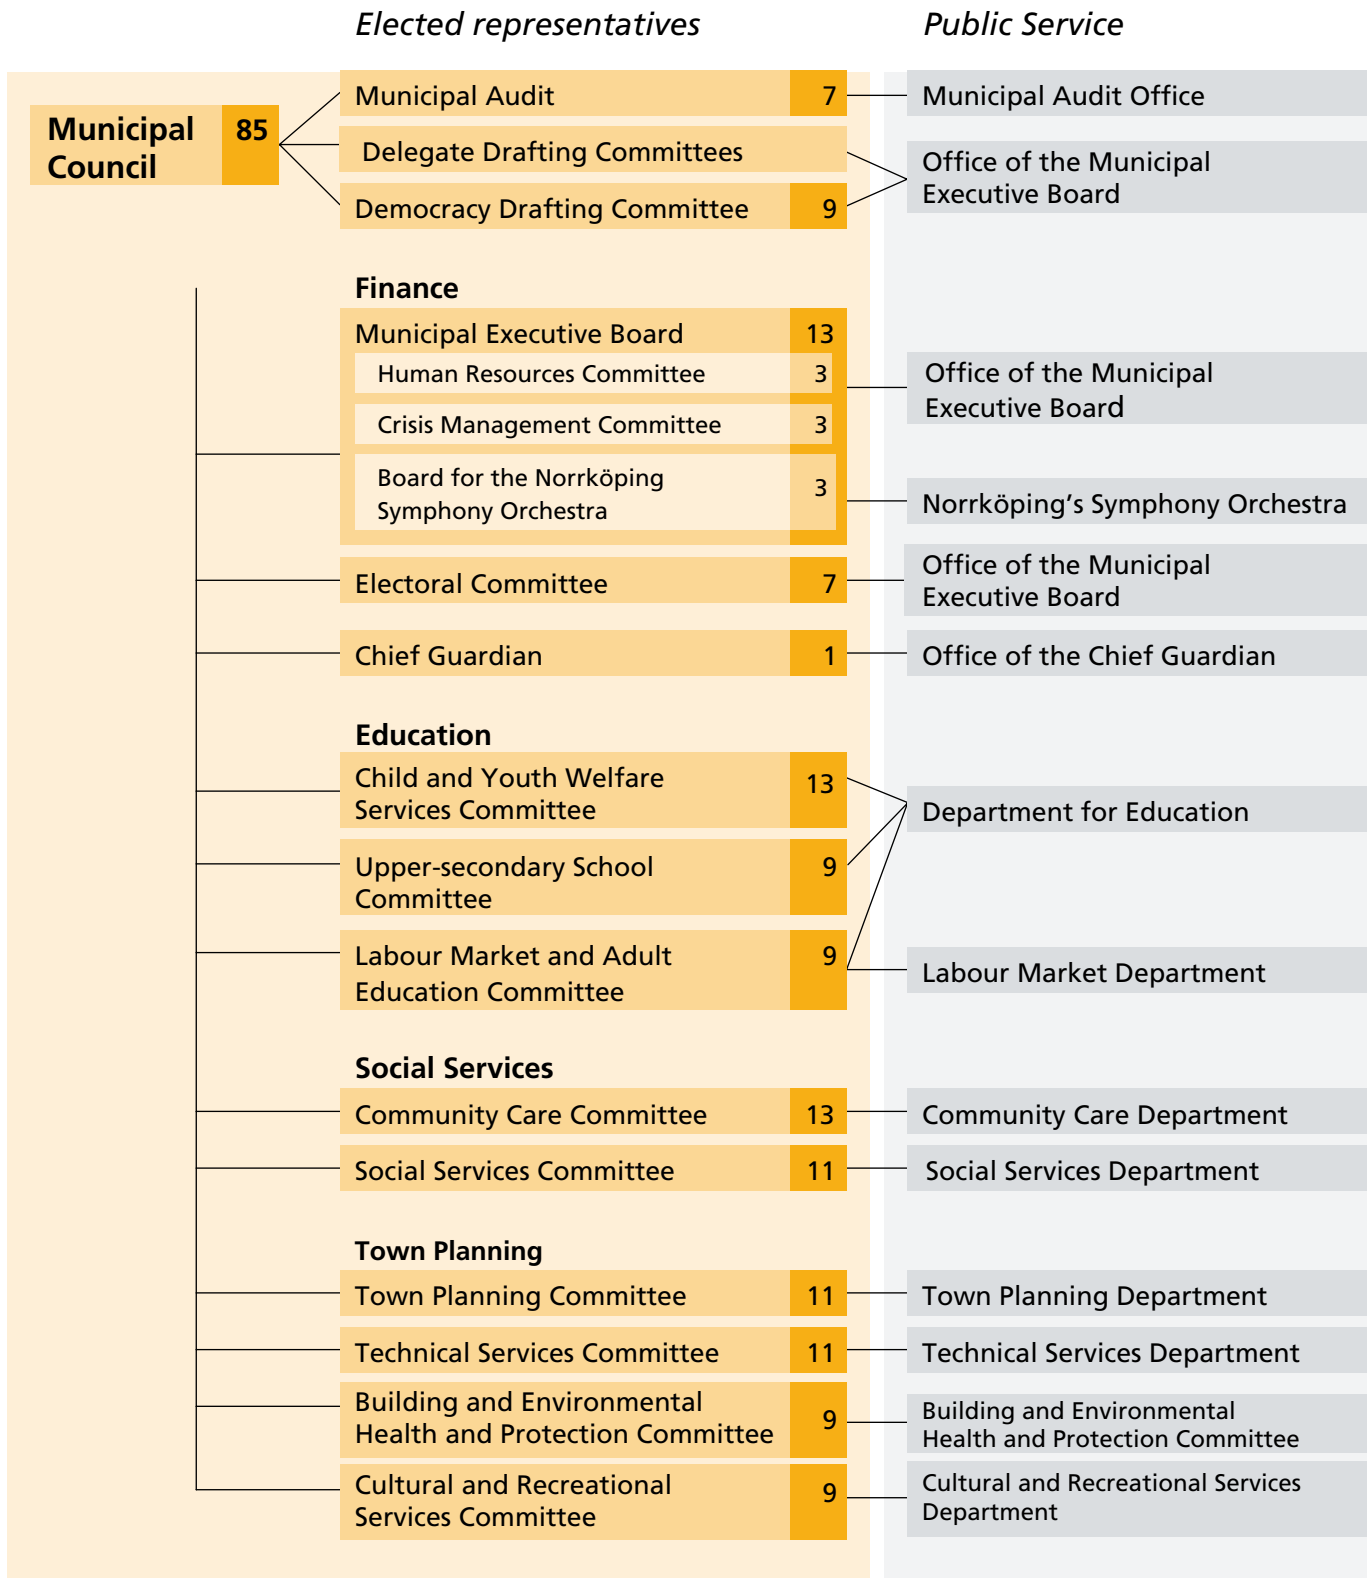 Elected representatives
Public Service
Municipal
Council
85
Municipal Audit
7
Municipal Audit Office
Delegate Drafting Committees
Democracy Drafting Committee
9
Office of the Municipal
Executive Board
Finance
Municipal Executive Board
13
Human Resources Committee
3
Crisis Management Committee
3
Board for the Norrköping
Symphony Orchestra
3
Office of the Municipal
Executive Board
Norrköping's Symphony Orchestra
Electoral Committee
7
Office of the Municipal
Executive Board
Chief Guardian
1
Office of the Chief Guardian
Education
Child and Youth Welfare
Services Committee
13
Upper-secondary School
Committee
9
Department for Education
Labour Market and Adult
Education Committee
9
Labour Market Department
Social Services
Community Care Committee
13
Community Care Department
Social Services Committee
11
Social Services Department
Town Planning
Town Planning Committee
11
Town Planning Department
Technical Services Committee
11
Technical Services Department
Building and Environmental
Health and Protection Committee
9
Building and Environmental
Health and Protection Committee
Cultural and Recreational
Services Committee
9
Cultural and Recreational Services
Department